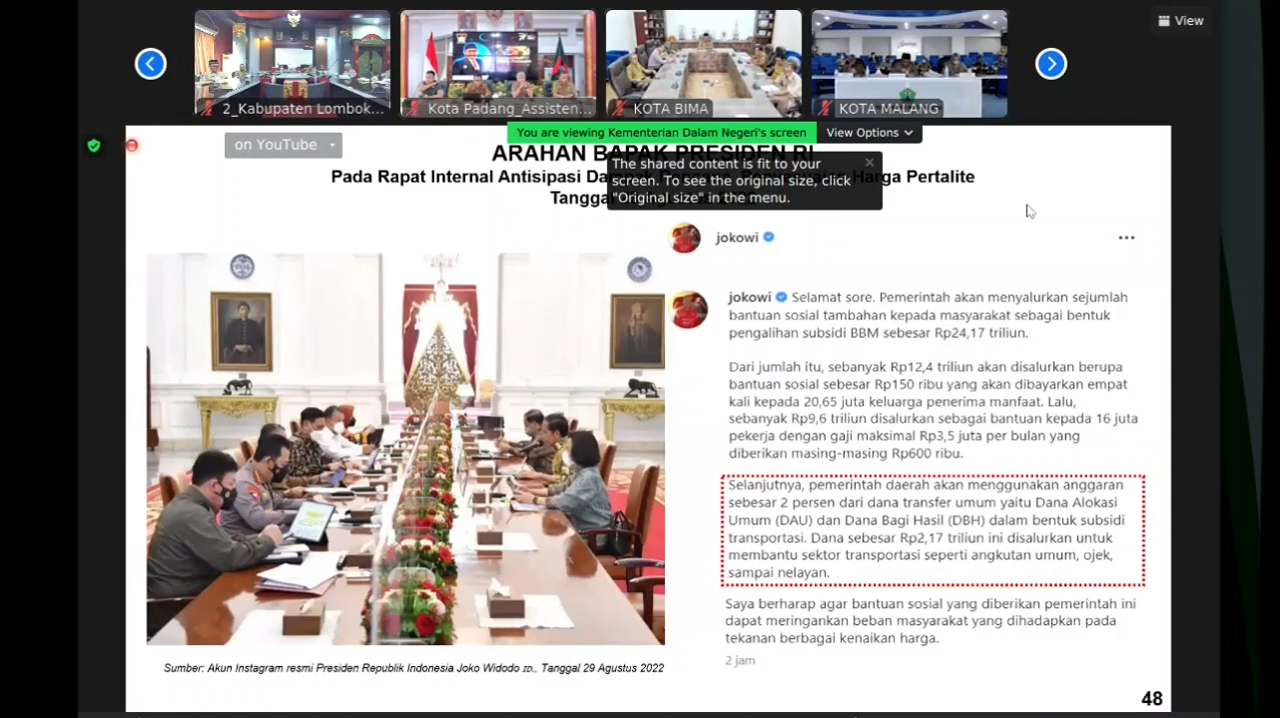 View
2_Kabupaten Lombok...
Kota Padang_Assisten...
KOTA BIMA
KOTA MALANG
You are viewing Kementerian Dalam Negeri's screen
View Options
on YouTube
ARAHAN BAPAK PRESIDEN RI
The shared content is fit to your
screen. To see the original size, click
"Original size" in the menu.
Pada Rapat Internal Antisipasi
Harga Pertalite
jokowi
...
jokowi Selamat sore. Pemerintah akan menyalurkan sejumlah
bantuan sosial tambahan kepada masyarakat sebagai bentuk
pengalihan subsidi BBM sebesar Rp24,17 triliun.
Dari jumlah itu, sebanyak Rp12,4 triliun akan disalurkan berupa
bantuan sosial sebesar Rp150 ribu yang akan dibayarkan empat
kali kepada 20,65 juta keluarga penerima manfaat. Lalu,
sebanyak Rp9,6 triliun disalurkan sebagai bantuan kepada 16 juta
pekerja dengan gaji maksimal Rp3,5 juta per bulan yang
diberikan masing-masing Rp600 ribu.
Selanjutnya, pemerintah daerah akan menggunakan anggaran
sebesar 2 persen dari dana transfer umum yaitu Dana Alokasi
Umum (DAU) dan Dana Bagi Hasil (DBH) dalam bentuk subsidi
transportasi. Dana sebesar Rp2,17 triliun ini disalurkan untuk
membantu sektor transportasi seperti angkutan umum, ojek,
sampai nelayan.
Saya berharap agar bantuan sosial yang diberikan pemerintah ini
dapat meringankan beban masyarakat yang dihadapkan pada
tekanan berbagai kenaikan harga.
2 jam
Sumber: Akun Instagram resmi Presiden Republik Indonesia Joko Widodo ZD., Tanggal 29 Agustus 2022
48